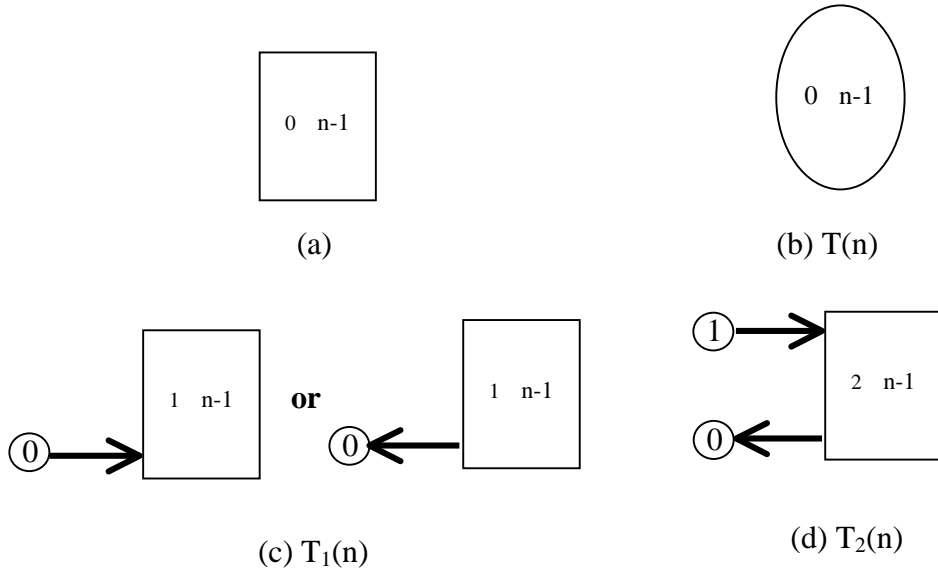 0 n-1
0 n-1
(a)
(b) T(n)
0
1 n-1
or
0
1 n-1
1
0
2 n-1
(c) T₁(n)
(d) T₂(n)